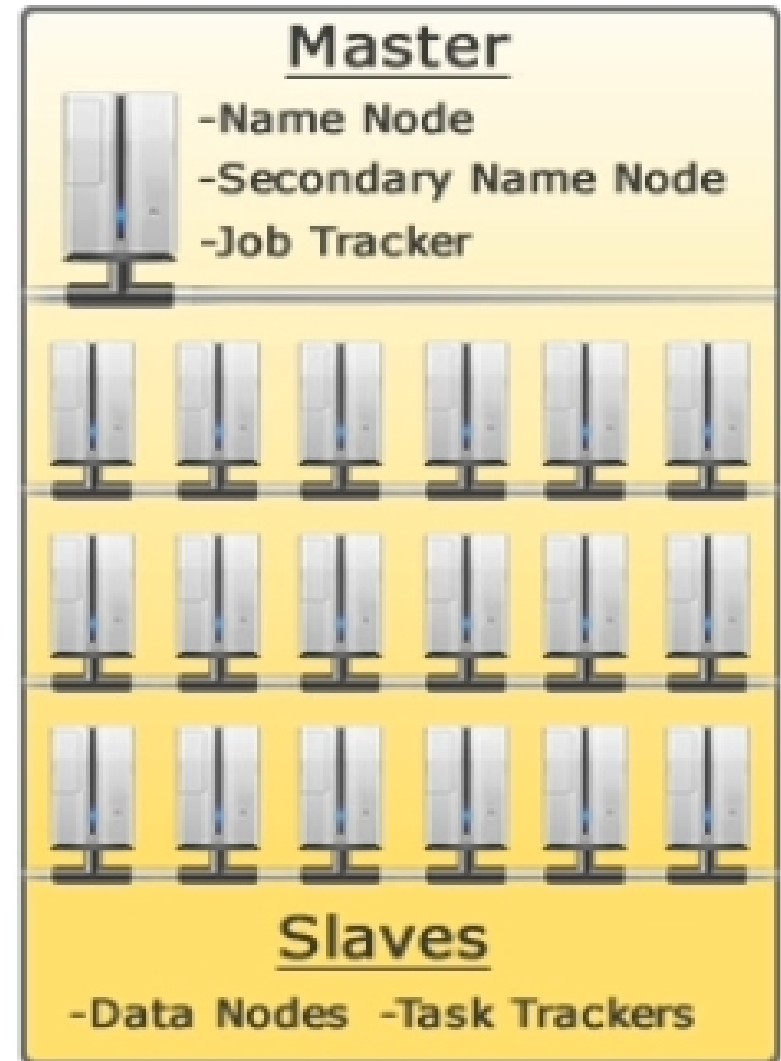 Master
-Name Node
-Secondary Name Node
-Job Tracker
Slaves
-Data Nodes -Task Trackers